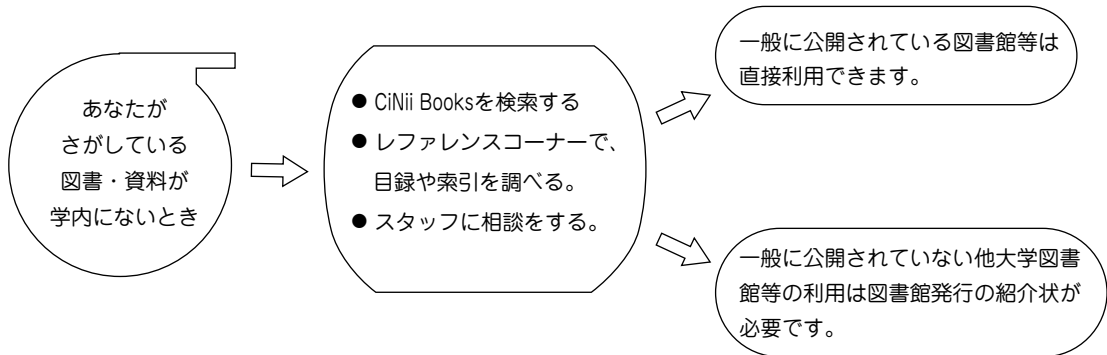 あなたが
さがしている
図書・資料が
学内にないとき
● CiNii Booksを検索する
● レファレンスコーナーで、
目録や索引を調べる。
● スタッフに相談をする。
一般に公開されている図書館等は
直接利用できます。
一般に公開されていない他大学図書
館等の利用は図書館発行の紹介状が
必要です。